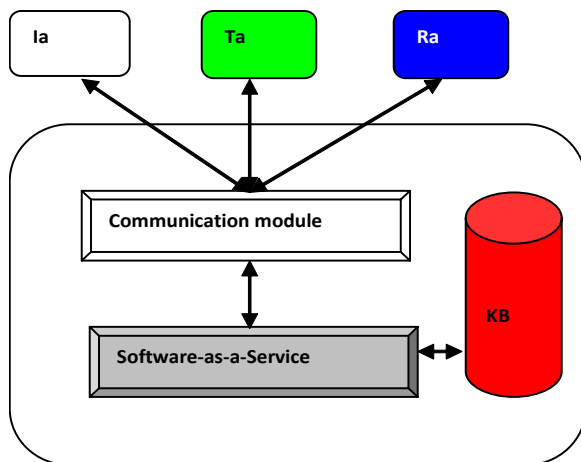 Ia
Ta
Ra
Communication module
KB
Software-as-a-Service